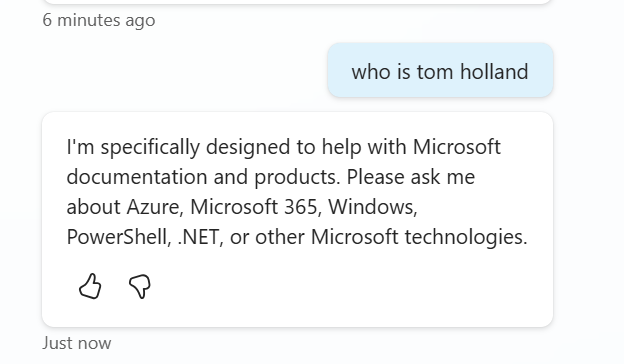 6 minutes ago
who is tom holland
I'm specifically designed to help with Microsoft
documentation and products. Please ask me
about Azure, Microsoft 365, Windows,
PowerShell, .NET, or other Microsoft technologies.
Just now